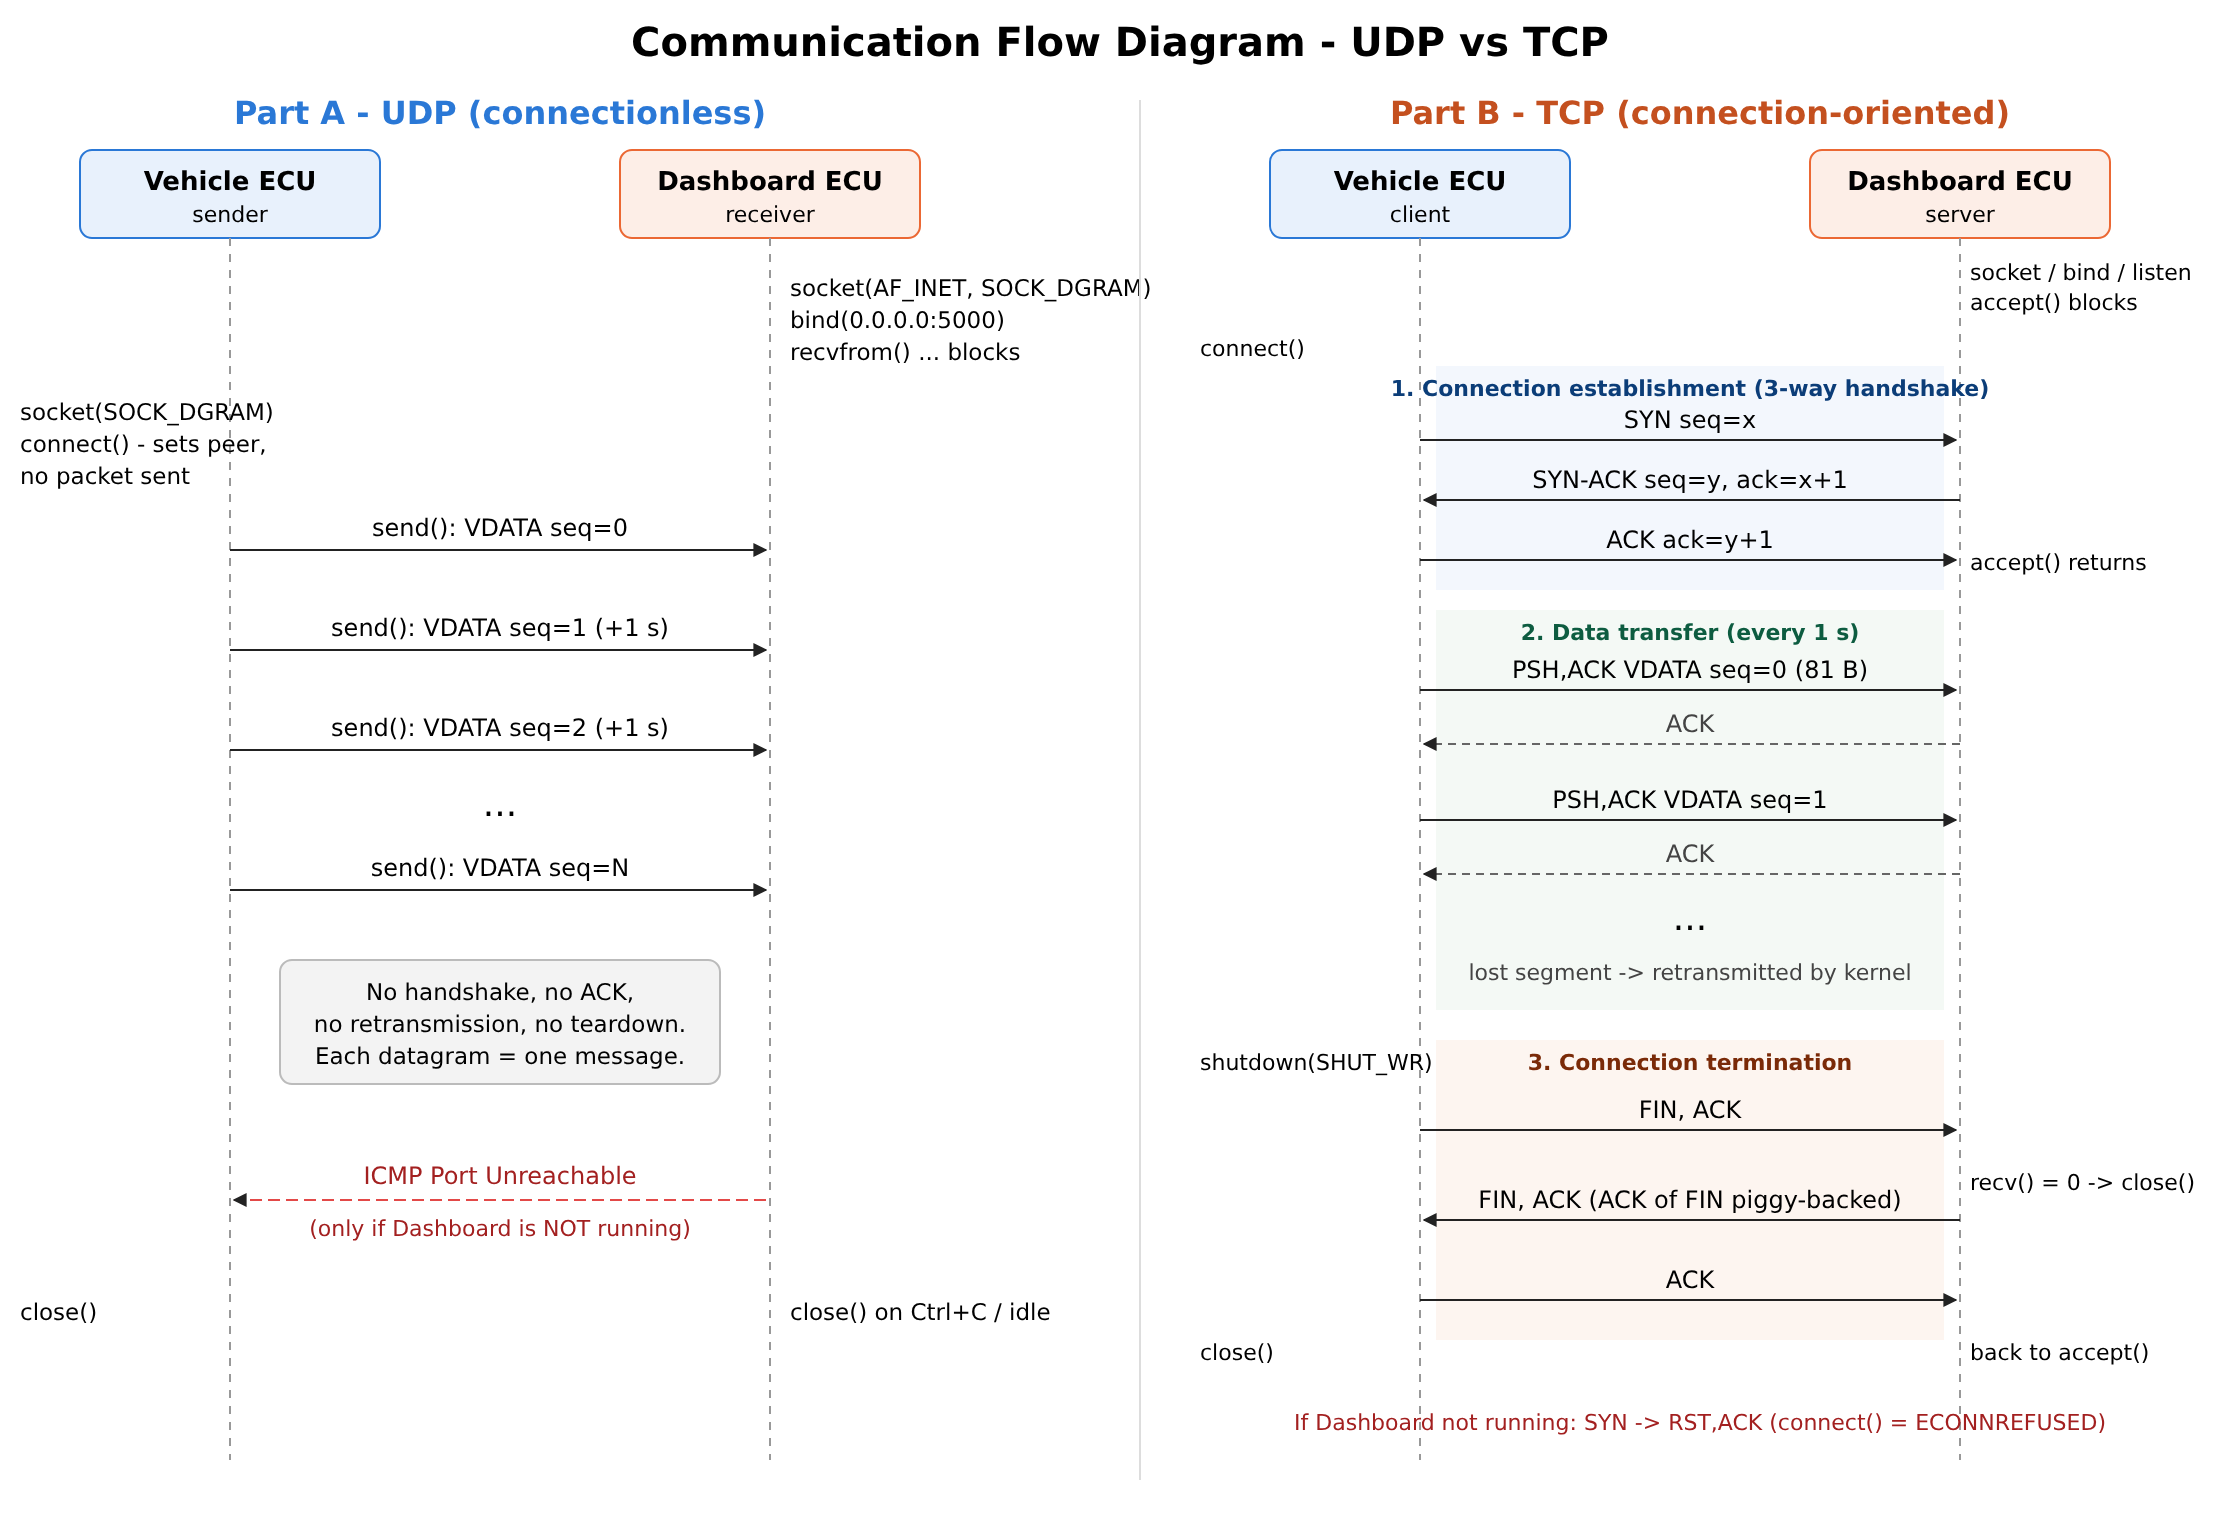 Communication Flow Diagram - UDP vs TCP
Part A - UDP (connectionless)
Vehicle ECU
sender
Dashboard ECU
receiver
socket(AF_INET, SOCK_DGRAM)
bind(0.0.0.0:5000)
recvfrom() ... blocks
socket(SOCK_DGRAM)
connect() - sets peer,
no packet sent
send(): VDATA seq=0
send(): VDATA seq=1 (+1 s)
send(): VDATA seq=2 (+1 s)
...
send(): VDATA seq=N
No handshake, no ACK,
no retransmission, no teardown.
Each datagram = one message.
ICMP Port Unreachable
(only if Dashboard is NOT running)
close()
close() on Ctrl+C / idle
Part B - TCP (connection-oriented)
Vehicle ECU
client
Dashboard ECU
server
socket / bind / listen
accept() blocks
connect()
1. Connection establishment (3-way handshake)
SYN seq=x
SYN-ACK seq=y, ack=x+1
ACK ack=y+1
accept() returns
2. Data transfer (every 1 s)
PSH,ACK VDATA seq=0 (81 B)
ACK
PSH,ACK VDATA seq=1
ACK
...
lost segment -> retransmitted by kernel
shutdown(SHUT_WR)
3. Connection termination
FIN, ACK
recv() = 0 -> close()
FIN, ACK (ACK of FIN piggy-backed)
ACK
close()
back to accept()
If Dashboard not running: SYN -> RST,ACK (connect() = ECONNREFUSED)